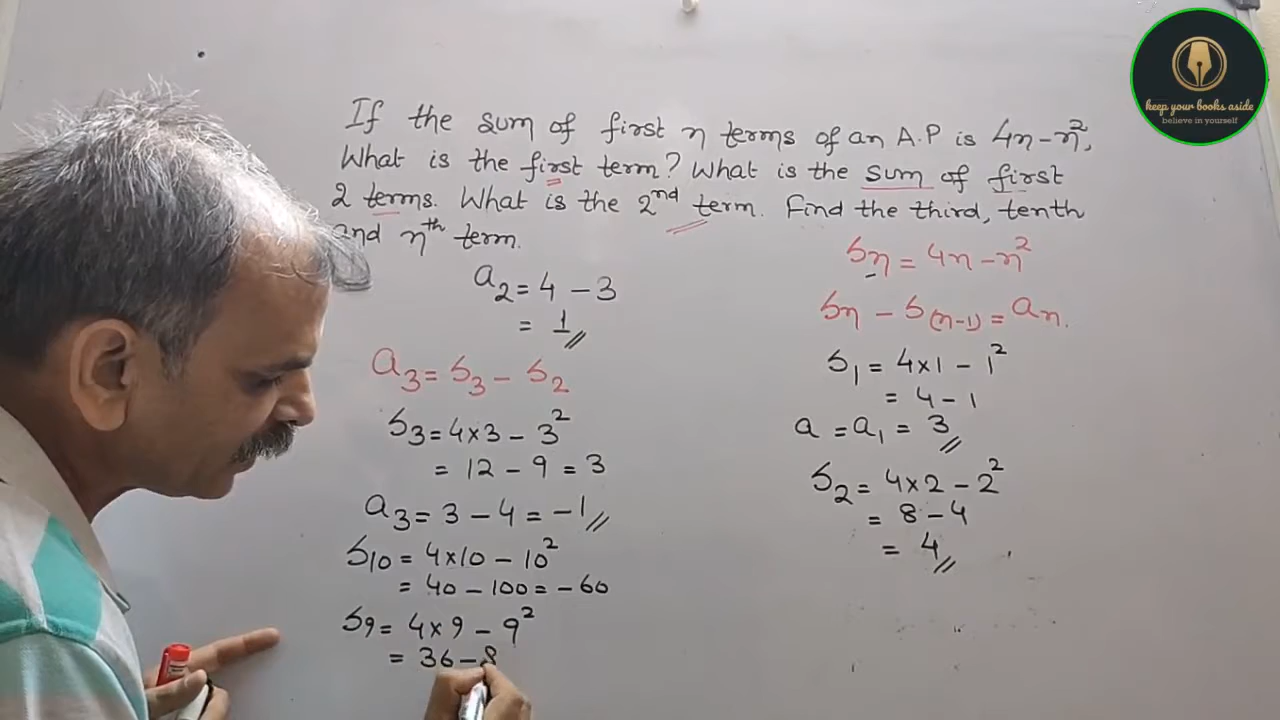 If the sum of first n terms of an A.P is 4n-n²,
What is the first term? What is the sum of first
2 terms. What is the 2nd term. Find the third, tenth
and nth term.
a₂ = 4 - 3
= 1
a₃ = S₃ - S₂
S₃ = 4×3 - 3²
= 12 - 9 = 3
a₃ = 3 - 4 = -1
S₁₀ = 4×10 - 10²
= 40 - 100 = -60
S₉ = 4×9 - 9²
= 36 - 8
Sn = 4n - n²
Sn - S(n-1) = an.
S₁ = 4×1 - 1²
= 4 - 1
a = a₁ = 3
S₂ = 4×2 - 2²
= 8 - 4
= 4
keep your books aside
believe in yourself